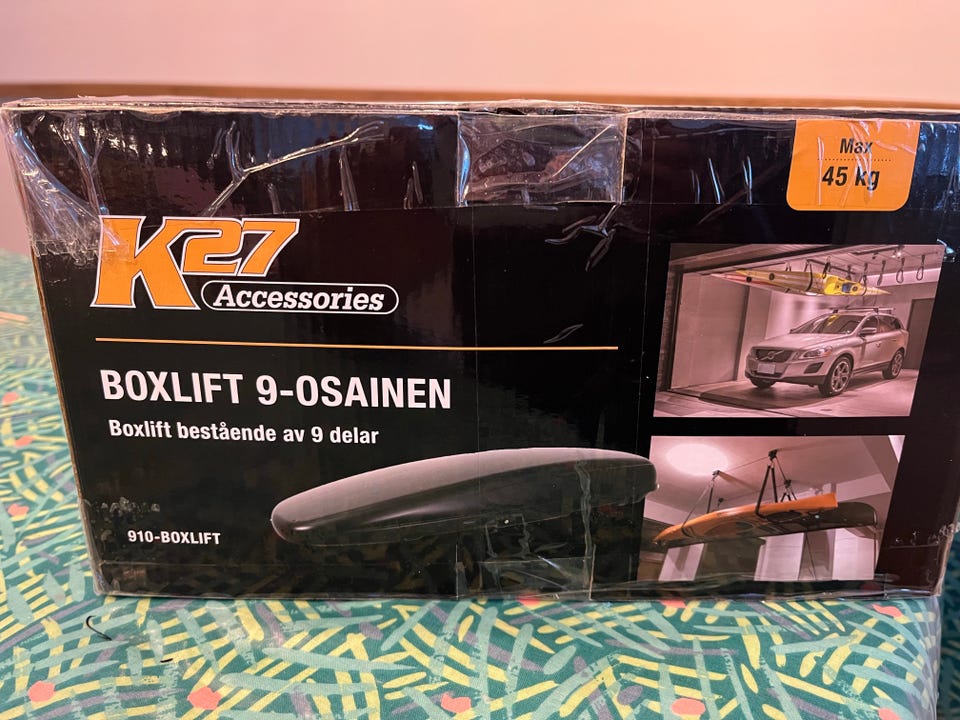 Max
45 kg
K27
Accessories
BOXLIFT 9-OSAINEN
Boxlift bestående av 9 delar
910-BOXLIFT